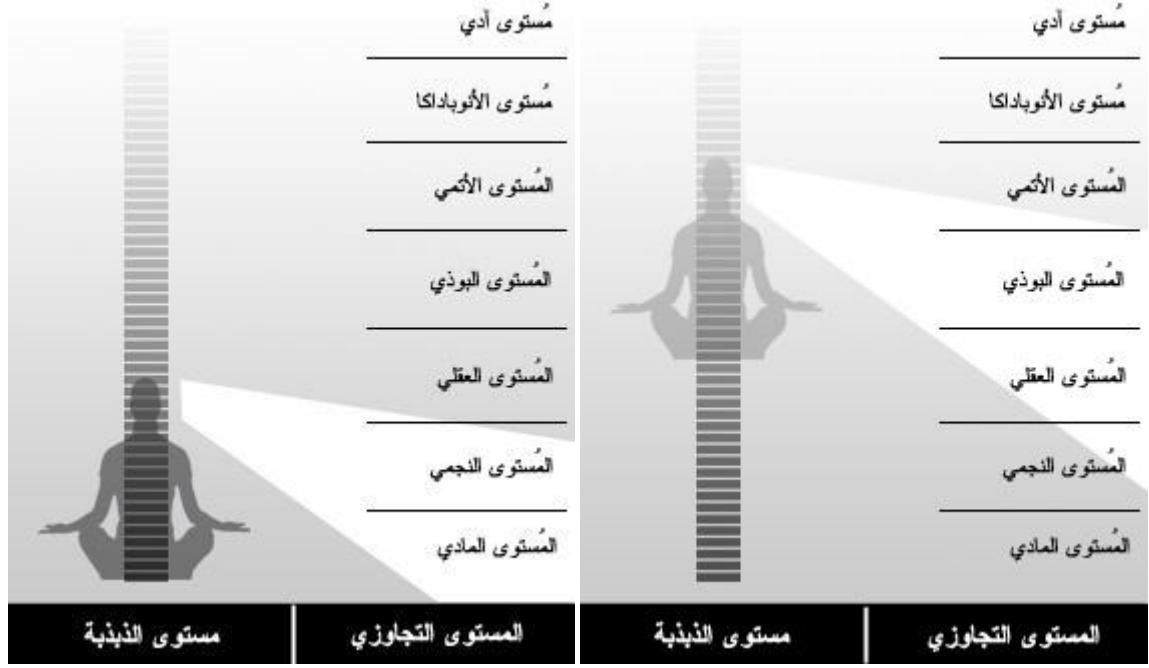 مُستوى آدي
مُستوى الأنوباداكا
المُستوى الأتمي
المُستوى البوذي
المُستوى العقلي
المُستوى النجمي
المُستوى المادي
المستوى التجاوزي
مستوى الذبذبة
مُستوى آدي
مُستوى الأنوباداكا
المُستوى الأتمي
المُستوى البوذي
المُستوى العقلي
المُستوى النجمي
المُستوى المادي
المستوى التجاوزي
مستوى الذبذبة